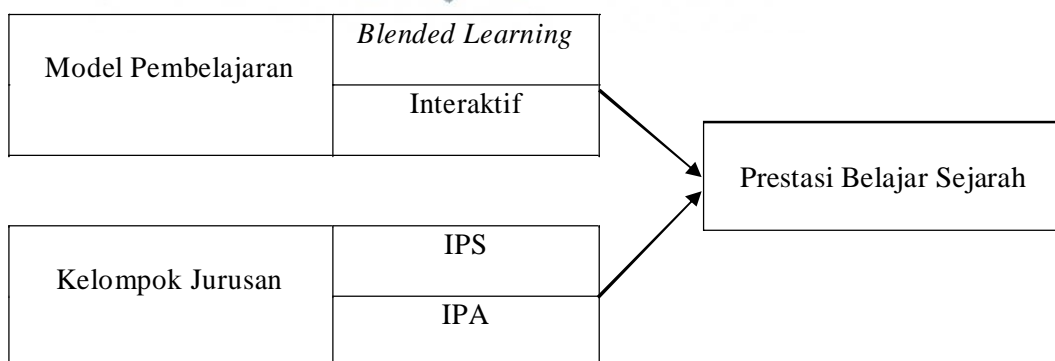 Blended Learning
Model Pembelajaran
Interaktif
Prestasi Belajar Sejarah
IPS
Kelompok Jurusan
IPA